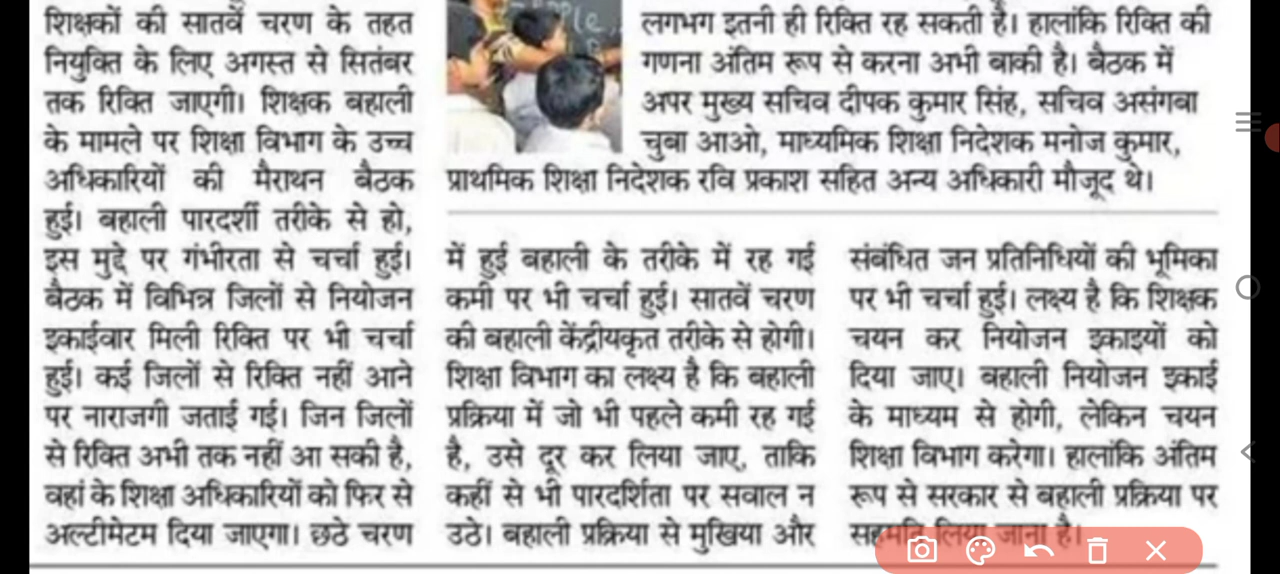 शिक्षकों की सातवें चरण के तहत
नियुक्ति के लिए अगस्त से सितंबर
तक रिक्ति जाएगी। शिक्षक बहाली
के मामले पर शिक्षा विभाग के उच्च
अधिकारियों की मैराथन बैठक
हुई। बहाली पारदर्शी तरीके से हो,
इस मुद्दे पर गंभीरता से चर्चा हुई।
बैठक में विभिन्न जिलों से नियोजन
इकाईवार मिली रिक्ति पर भी चर्चा
हुई। कई जिलों से रिक्ति नहीं आने
पर नाराजगी जताई गई। जिन जिलों
से रिक्ति अभी तक नहीं आ सकी है,
वहां के शिक्षा अधिकारियों को फिर से
अल्टीमेटम दिया जाएगा। छठे चरण
लगभग इतनी ही रिक्ति रह सकती है। हालांकि रिक्ति की
गणना अंतिम रूप से करना अभी बाकी है। बैठक में
अपर मुख्य सचिव दीपक कुमार सिंह, सचिव असंगबा
चुबा आओ, माध्यमिक शिक्षा निदेशक मनोज कुमार,
प्राथमिक शिक्षा निदेशक रवि प्रकाश सहित अन्य अधिकारी मौजूद थे।
में हुई बहाली के तरीके में रह गई
कमी पर भी चर्चा हुई। सातवें चरण
की बहाली केंद्रीयकृत तरीके से होगी।
शिक्षा विभाग का लक्ष्य है कि बहाली
प्रक्रिया में जो भी पहले कमी रह गई
है, उसे दूर कर लिया जाए, ताकि
कहीं से भी पारदर्शिता पर सवाल न
उठे। बहाली प्रक्रिया से मुखिया और
संबंधित जन प्रतिनिधियों की भूमिका
पर भी चर्चा हुई। लक्ष्य है कि शिक्षक
चयन कर नियोजन इकाइयों को
दिया जाए। बहाली नियोजन इकाई
के माध्यम से होगी, लेकिन चयन
शिक्षा विभाग करेगा। हालांकि अंतिम
रूप से सरकार से बहाली प्रक्रिया पर
सहमति लिया जाना है।